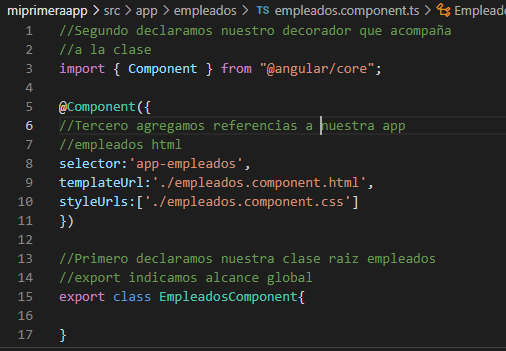 miprimeraapp > src > app > empleados > TS empleados.component.ts > Empleado
1 //Segundo declaramos nuestro decorador que acompaña
2 //a la clase
3 import { Component } from "@angular/core";
4
5 @Component({
6 //Tercero agregamos referencias a nuestra app
7 //empleados html
8 selector:'app-empleados',
9 templateUrl:'./empleados.component.html',
10 styleUrls:['./empleados.component.css']
11 })
12
13 //Primero declaramos nuestra clase raiz empleados
14 //export indicamos alcance global
15 export class EmpleadosComponent{
16
17 }